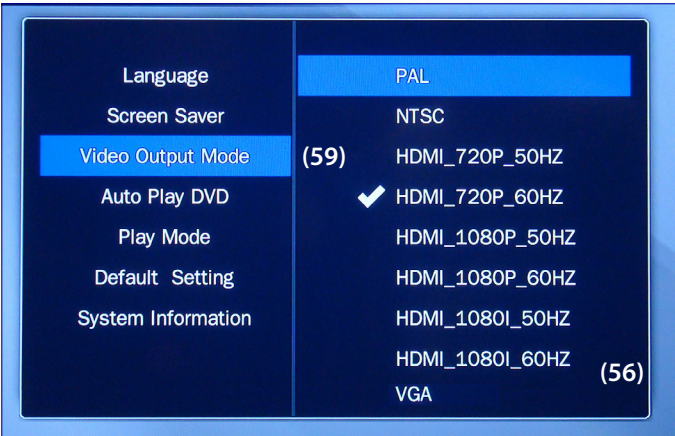 Language
Screen Saver
Video Output Mode
Auto Play DVD
Play Mode
Default Setting
System Information
PAL
NTSC
(59) HDMI_720P_50HZ
HDMI_720P_60HZ
HDMI_1080P_50HZ
HDMI_1080P_60HZ
HDMI_1080I_50HZ
HDMI_1080I_60HZ
(56)
VGA